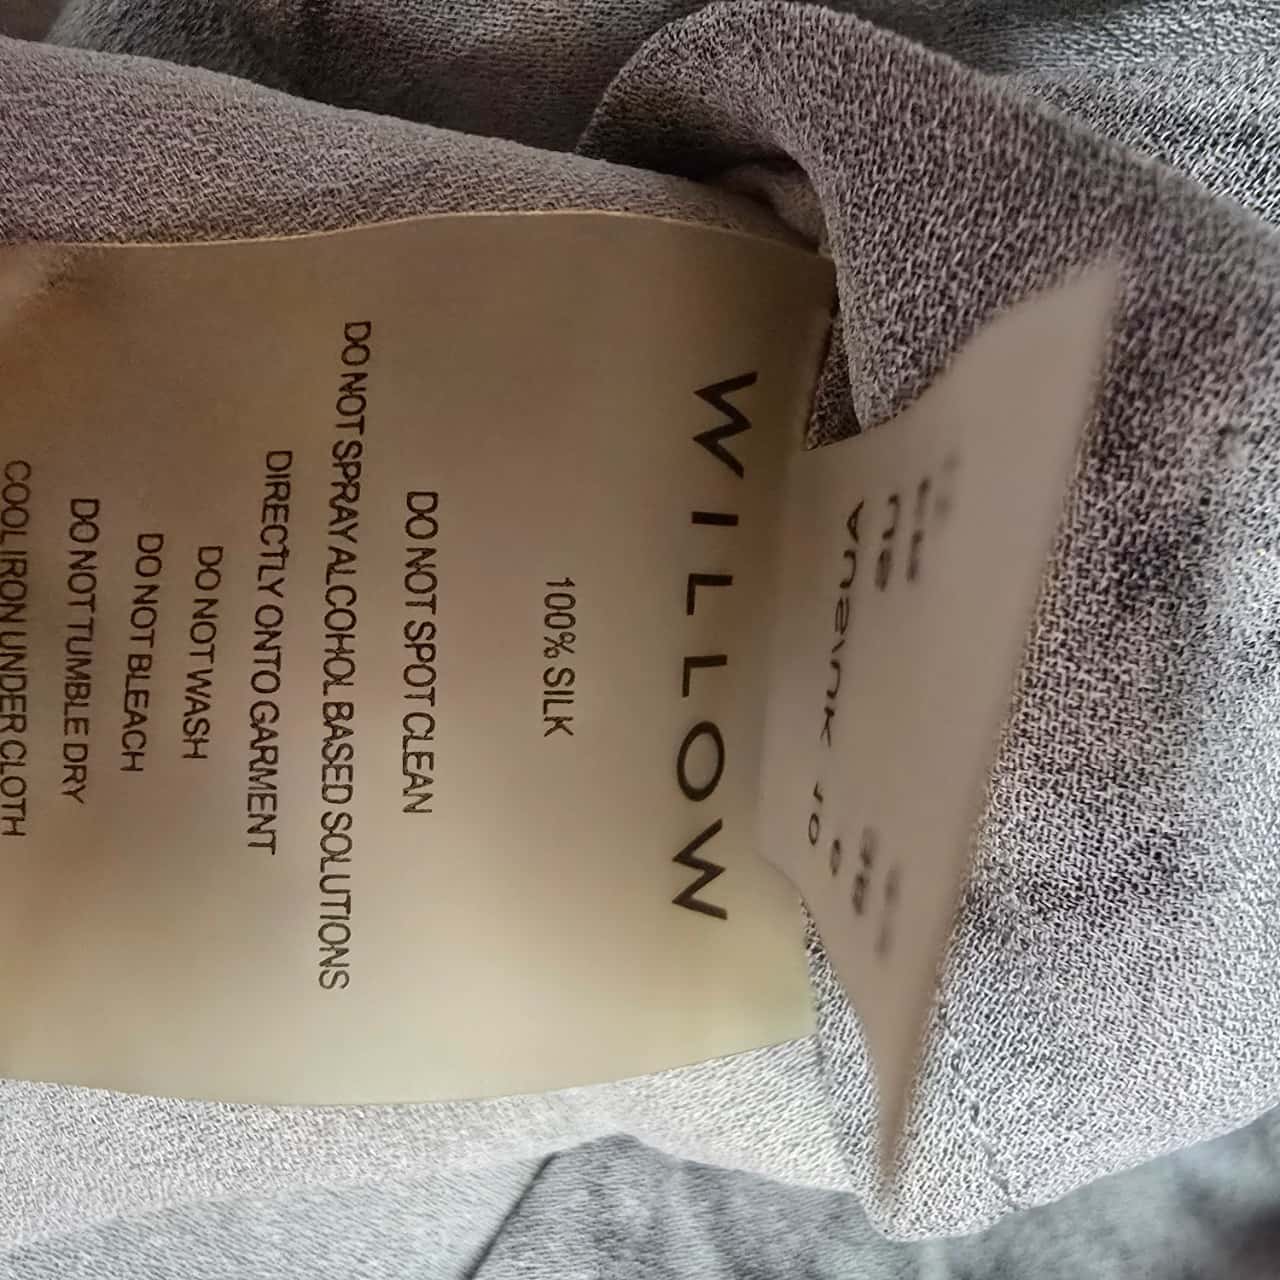 WILLOW
100% SILK
DO NOT SPOT CLEAN
DO NOT SPRAY ALCOHOL BASED SOLUTIONS
DIRECTLY ONTO GARMENT
DO NOT WASH
DO NOT BLEACH
DO NOT TUMBLE DRY
COOL IRON UNDER CLOTH